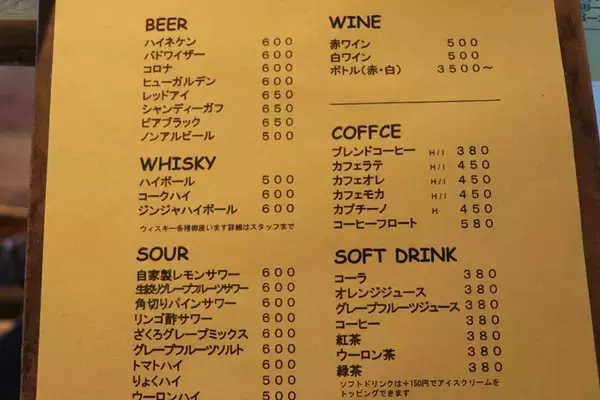 BEER
ハイネケン 600
バドワイザー 600
コロナ 600
ヒューガルデン 600
レッドアイ 650
シャンディーガフ 650
ビアブラック 650
ノンアルビール 500
WHISKY
ハイボール 500
コークハイ 600
ジンジャハイボール 600
ウィスキー各種御座います詳細はスタッフまで
SOUR
自家製レモンサワー 600
生絞りグレープフルーツサワー 600
角切りパインサワー 600
リンゴ酢サワー 600
ざくろグレープミックス 600
グレープフルーツソルト 600
トマトハイ 600
りょくハイ 600
ウーロンハイ 600
WINE
赤ワイン 500
白ワイン 500
ボトル(赤・白) 3500〜
COFFCE
ブレンドコーヒー H/I 380
カフェラテ H/I 450
カフェオレ H/I 450
カフェモカ H/I 450
カプチーノ H 450
コーヒーフロート 580
SOFT DRINK
コーラ 380
オレンジジュース 380
グレープフルーツジュース 380
コーヒー 380
紅茶 380
ウーロン茶 380
緑茶 380
ソフトドリンクは+150円でアイスクリームを
トッピングできます